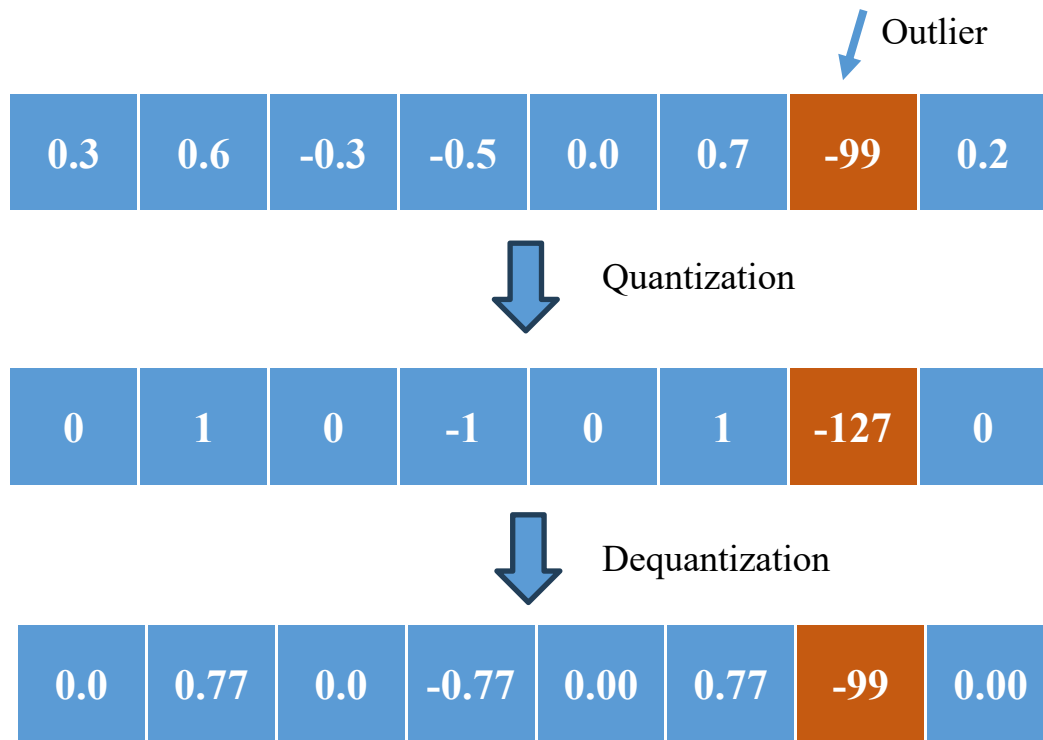 Outlier
0.3 0.6 -0.3 -0.5 0.0 0.7 -99 0.2
Quantization
0 1 0 -1 0 1 -127 0
Dequantization
0.0 0.77 0.0 -0.77 0.00 0.77 -99 0.00